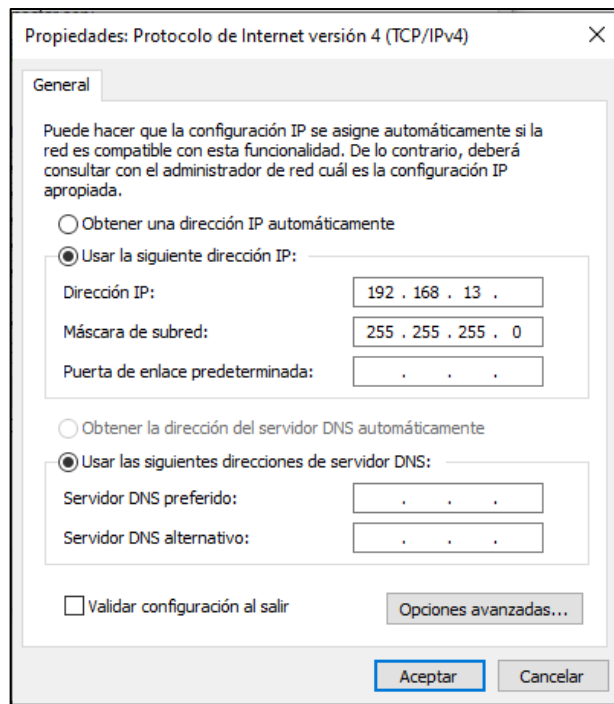 Propiedades: Protocolo de Internet versión 4 (TCP/IPv4)
General
Puede hacer que la configuración IP se asigne automáticamente si la
red es compatible con esta funcionalidad. De lo contrario, deberá
consultar con el administrador de red cuál es la configuración IP
apropiada.
Obtener una dirección IP automáticamente
Usar la siguiente dirección IP:
Dirección IP: 192 . 168 . 13 .
Máscara de subred: 255 . 255 . 255 . 0
Puerta de enlace predeterminada: . . .
Obtener la dirección del servidor DNS automáticamente
Usar las siguientes direcciones de servidor DNS:
Servidor DNS preferido: . . .
Servidor DNS alternativo: . . .
Validar configuración al salir
Opciones avanzadas...
Aceptar Cancelar